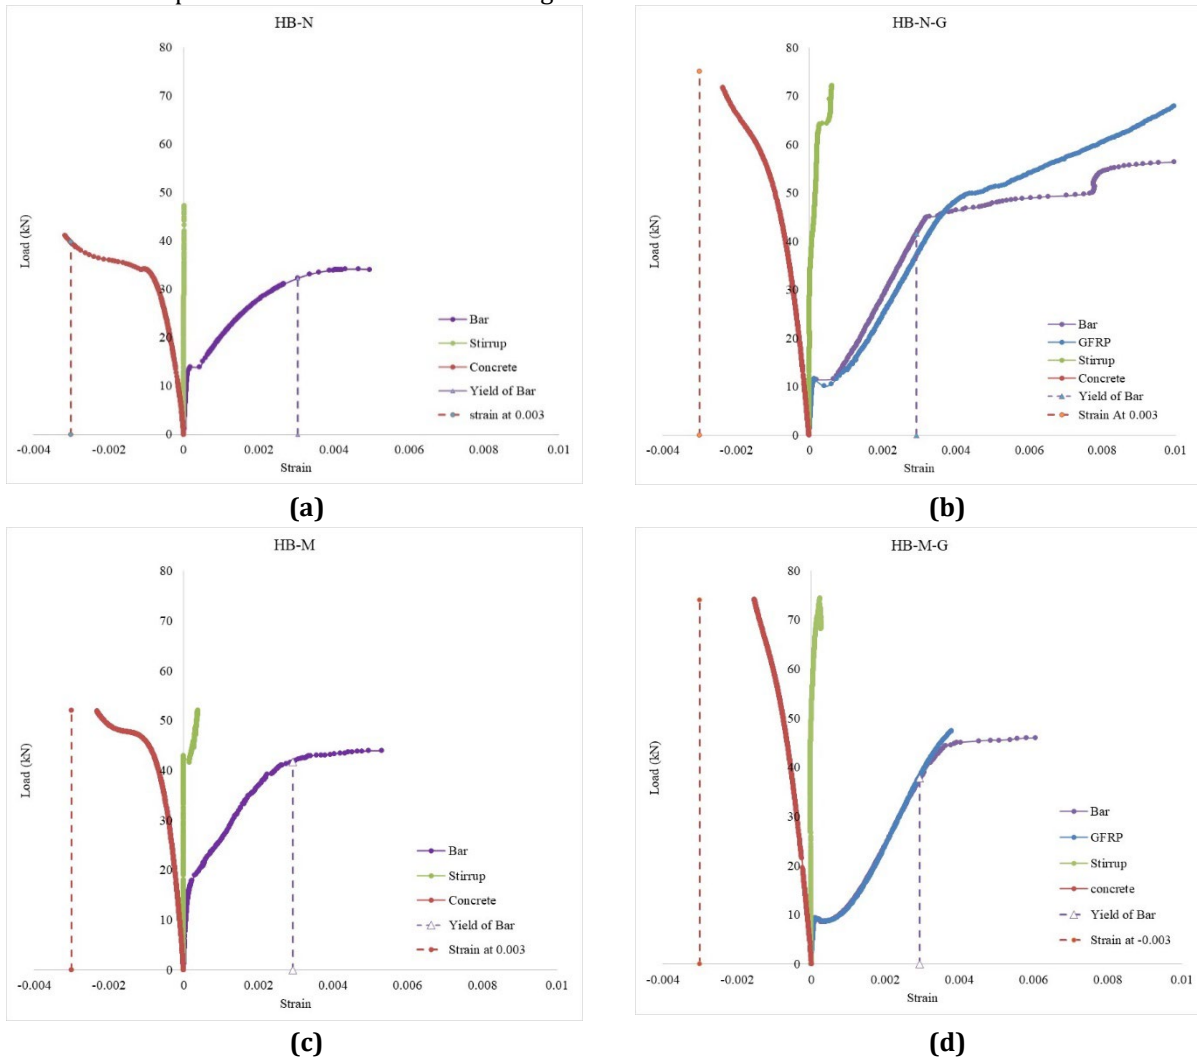 HB-N
80
70
60
50
40
30
20
10
0
Load (kN)
-0.004 -0.002 0 0.002 0.004 0.006 0.008 0.01
Strain
Bar
Stirrup
Concrete
Yield of Bar
strain at 0.003
(a)
HB-N-G
80
70
60
50
40
30
20
10
0
Load (kN)
-0.004 -0.002 0 0.002 0.004 0.006 0.008 0.01
Strain
Bar
GFRP
Stirrup
Concrete
Yield of Bar
Strain At 0.003
(b)
HB-M
80
70
60
50
40
30
20
10
0
Load (kN)
-0.004 -0.002 0 0.002 0.004 0.006 0.008 0.01
Strain
Bar
Stirrup
Concrete
Yield of Bar
Strain at 0.003
(c)
HB-M-G
80
70
60
50
40
30
20
10
0
Load (kN)
-0.004 -0.002 0 0.002 0.004 0.006 0.008 0.01
Strain
Bar
GFRP
Stirrup
concrete
Yield of Bar
Strain at -0.003
(d)